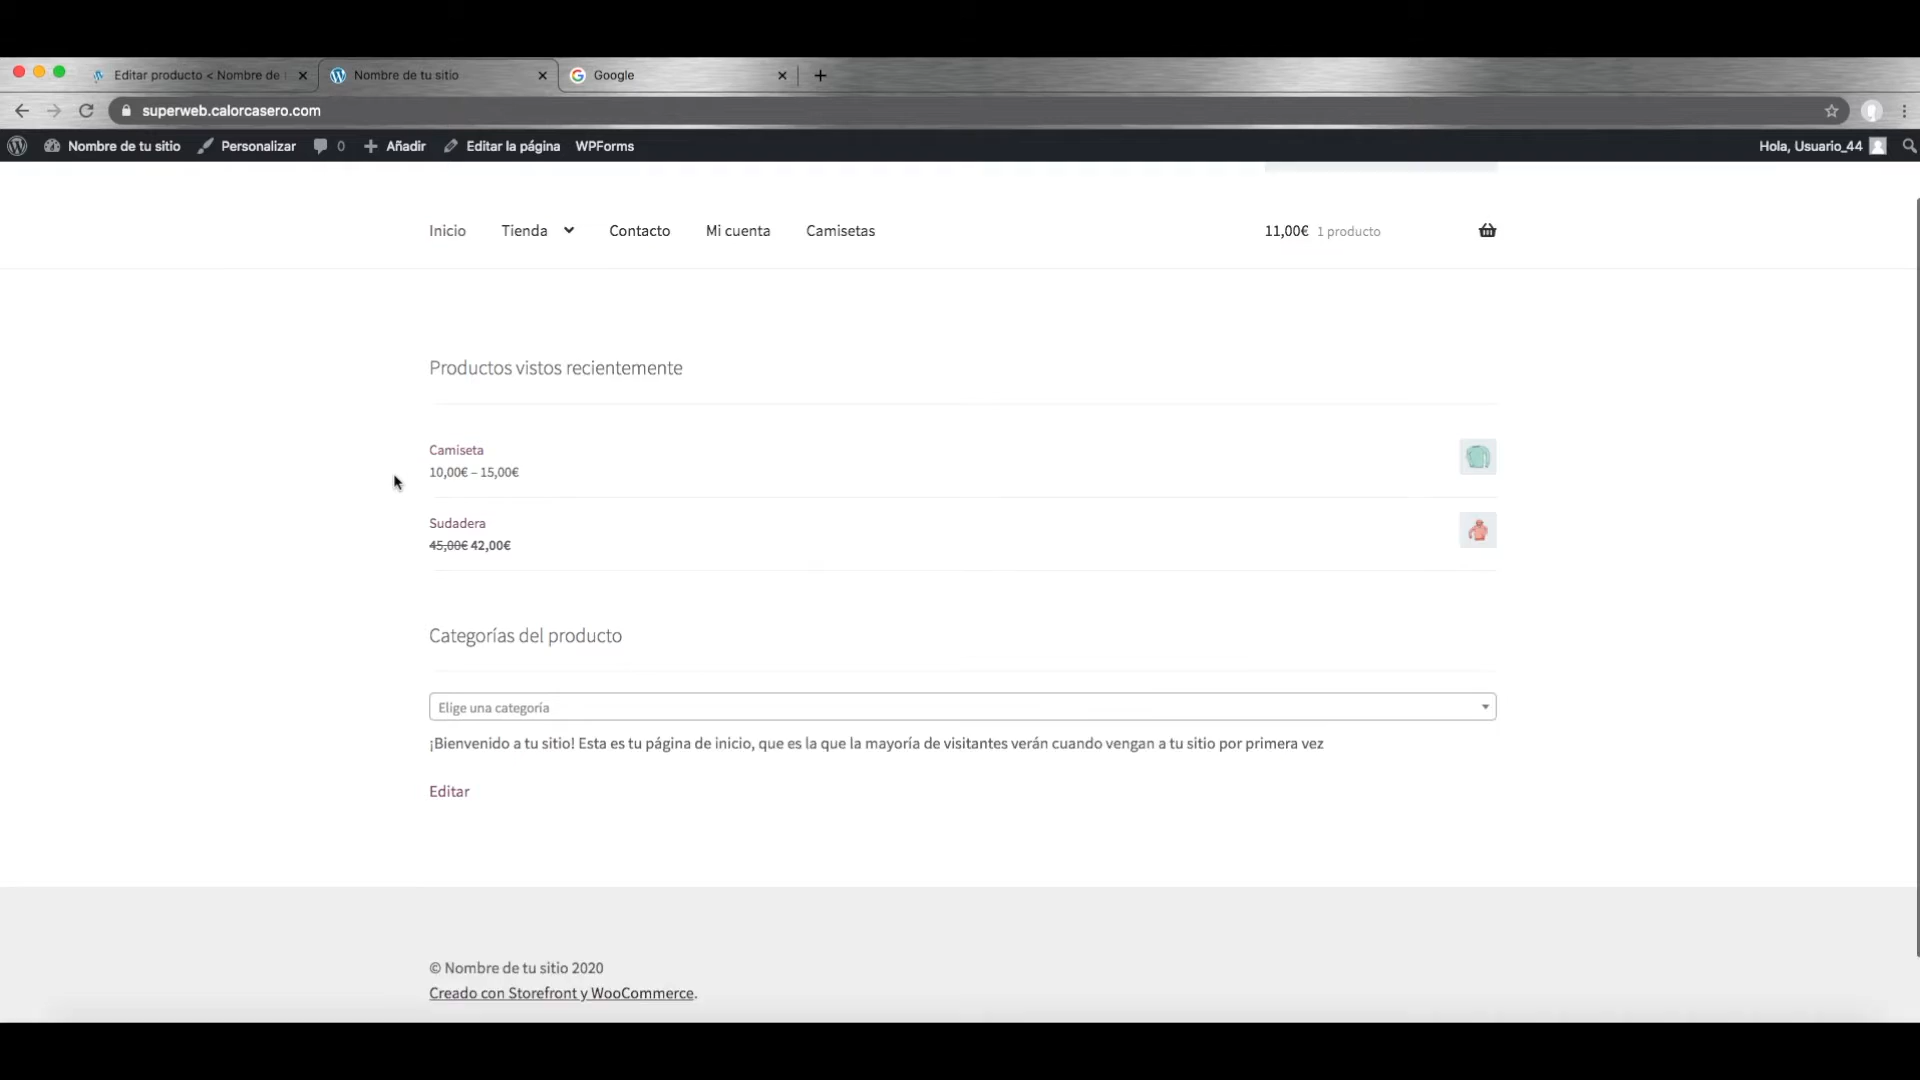 Editar producto < Nombre de
Nombre de tu sitio
Google
superweb.calorcasero.com
Nombre de tu sitio
Personalizar
0
Añadir
Editar la página
WPForms
Hola, Usuario_44
Inicio
Tienda
Contacto
Mi cuenta
Camisetas
11,00€ 1 producto
Productos vistos recientemente
Camiseta
10,00€ – 15,00€
Sudadera
45,00€ 42,00€
Categorías del producto
Elige una categoría
¡Bienvenido a tu sitio! Esta es tu página de inicio, que es la que la mayoría de visitantes verán cuando vengan a tu sitio por primera vez
Editar
© Nombre de tu sitio 2020
Creado con Storefront y WooCommerce.